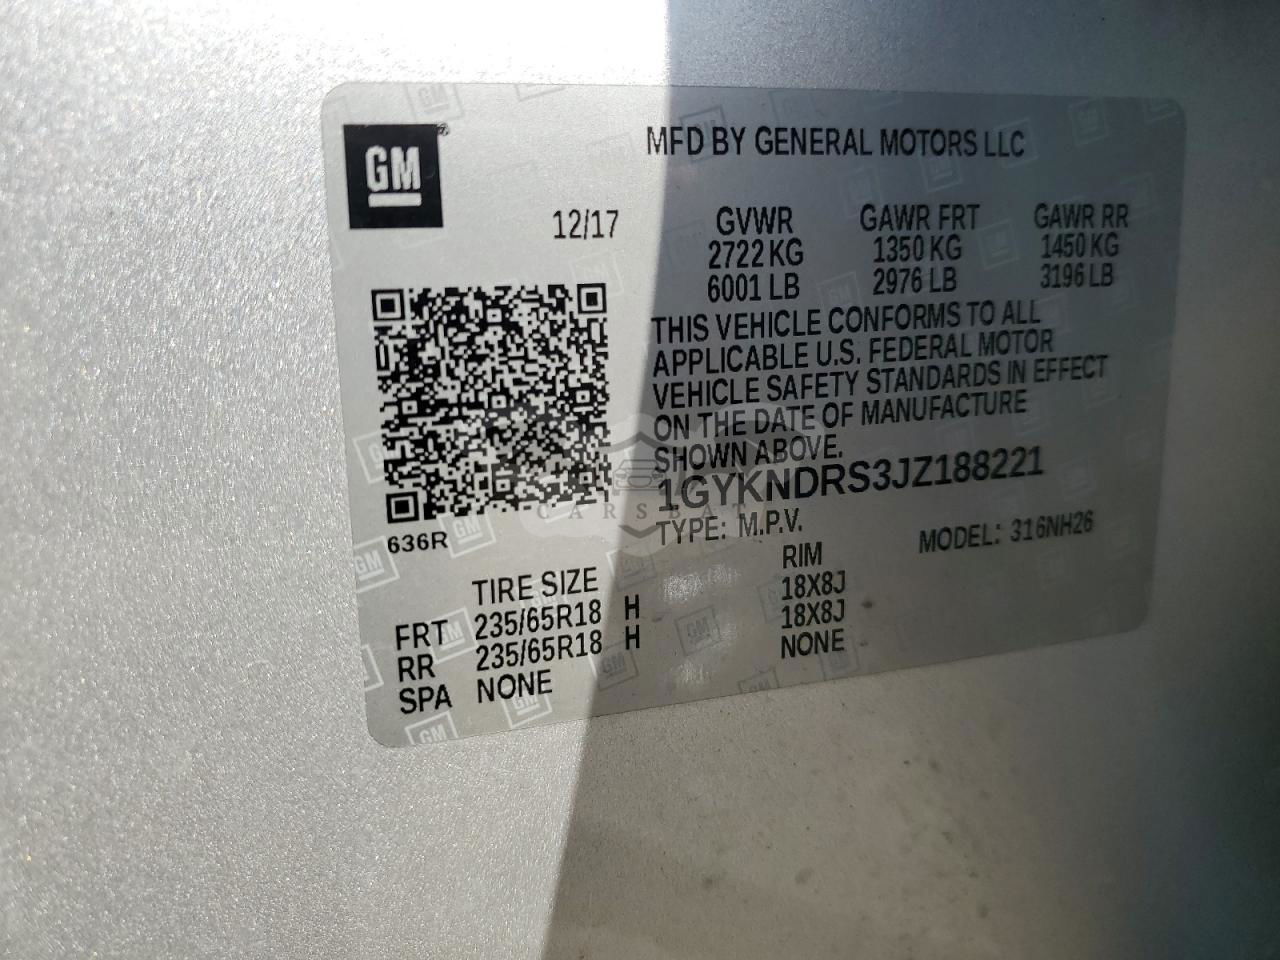 GM
MFD BY GENERAL MOTORS LLC
12/17
GVWR GAWR FRT GAWR RR
2722 KG 1350 KG 1450 KG
6001 LB 2976 LB 3196 LB
THIS VEHICLE CONFORMS TO ALL
APPLICABLE U.S. FEDERAL MOTOR
VEHICLE SAFETY STANDARDS IN EFFECT
ON THE DATE OF MANUFACTURE
SHOWN ABOVE.
1GYKNDRS3JZ188221
CARSBAT
636R
TYPE: M.P.V. MODEL: 316NH26
TIRE SIZE RIM
FRT 235/65R18 H 18X8J
RR 235/65R18 H 18X8J
SPA NONE NONE